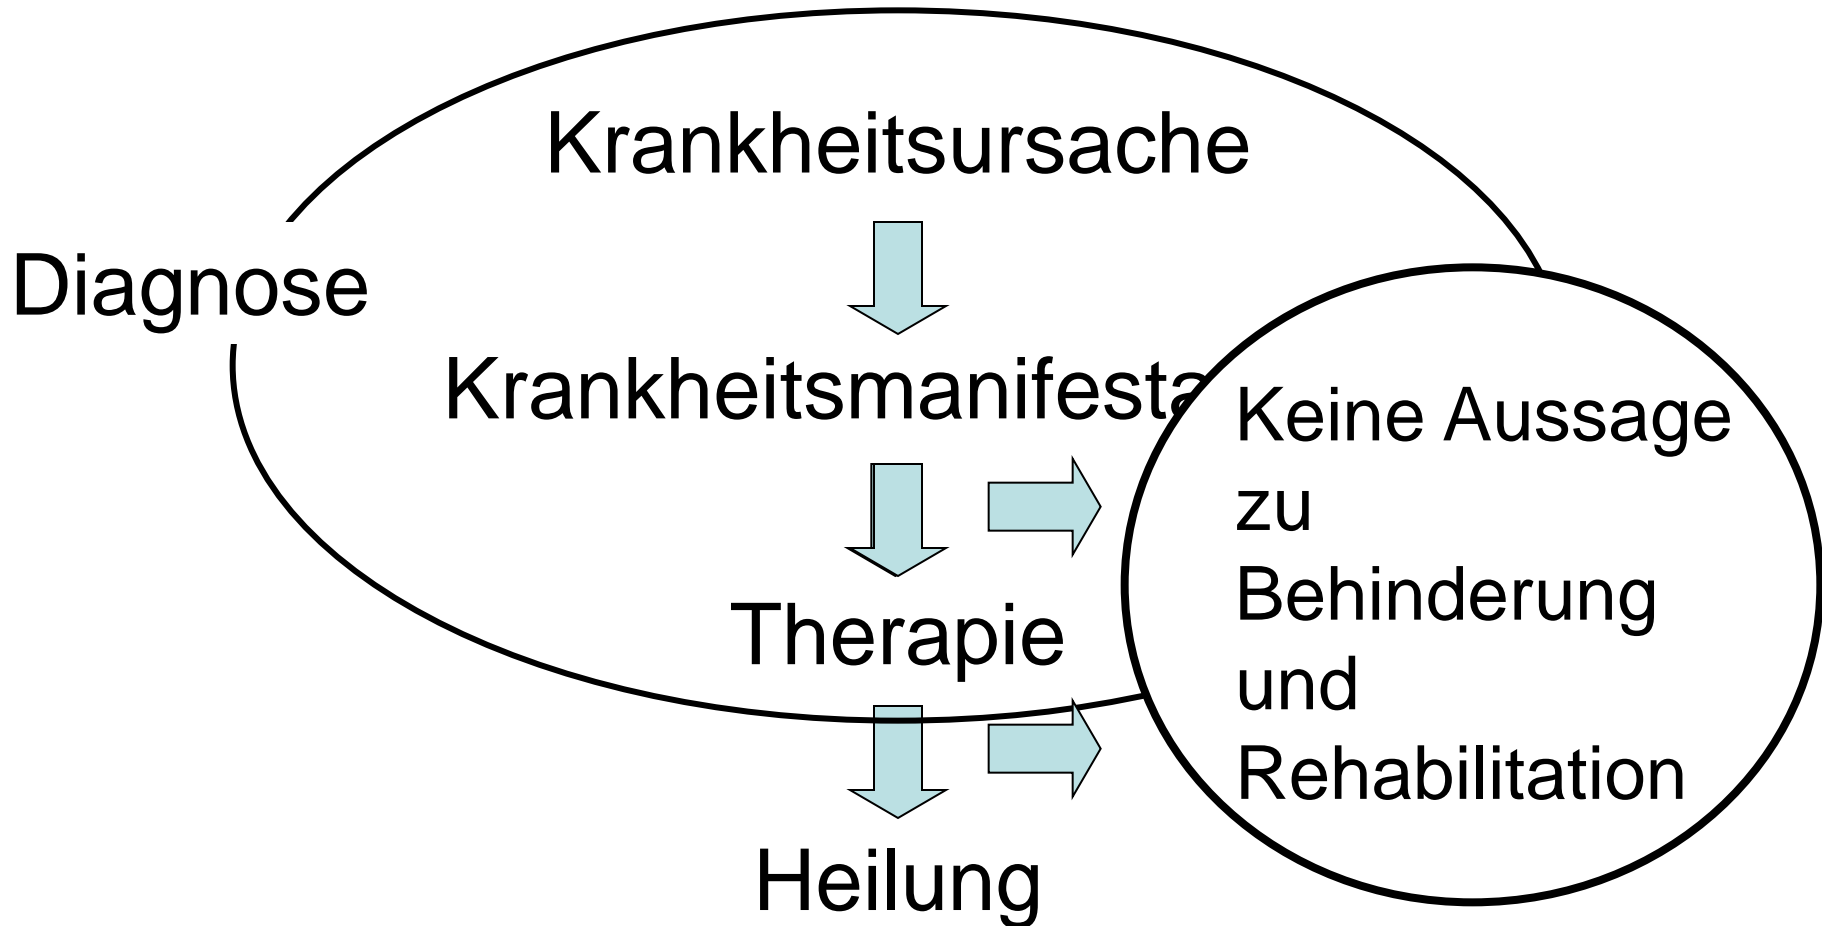 Krankheitsursache
Diagnose
Krankheitsmanifesta
Keine Aussage
zu
Behinderung
und
Rehabilitation
Therapie
Heilung